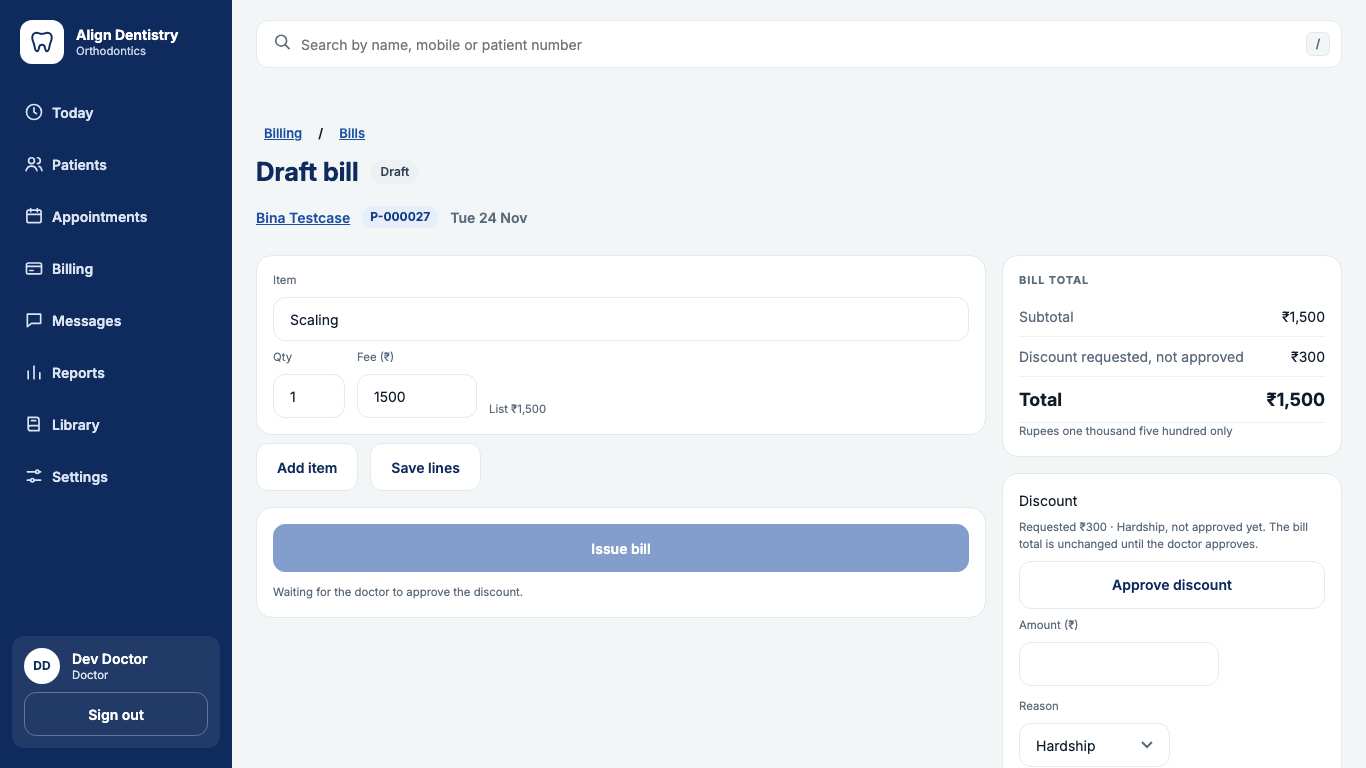 Align Dentistry
Orthodontics
Today
Patients
Appointments
Billing
Messages
Reports
Library
Settings
DD
Dev Doctor
Doctor
Sign out
Search by name, mobile or patient number
/
Billing / Bills
Draft bill Draft
Bina Testcase P-000027 Tue 24 Nov
Item
Scaling
Qty Fee (₹)
1 1500 List ₹1,500
Add item Save lines
Issue bill
Waiting for the doctor to approve the discount.
BILL TOTAL
Subtotal ₹1,500
Discount requested, not approved ₹300
Total ₹1,500
Rupees one thousand five hundred only
Discount
Requested ₹300 · Hardship, not approved yet. The bill
total is unchanged until the doctor approves.
Approve discount
Amount (₹)
Reason
Hardship